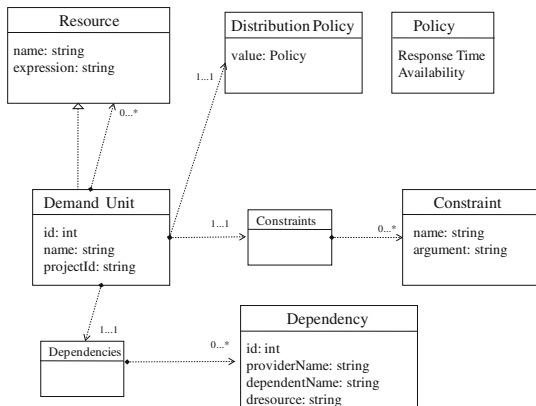 Resource
name: string
expression: string
Distribution Policy
value: Policy
Policy
Response Time
Availability
1...1
0...*
Demand Unit
id: int
name: string
projectId: string
1...1
Constraints
0...*
Constraint
name: string
argument: string
1...1
Dependencies
0...*
Dependency
id: int
providerName: string
dependentName: string
dresource: string